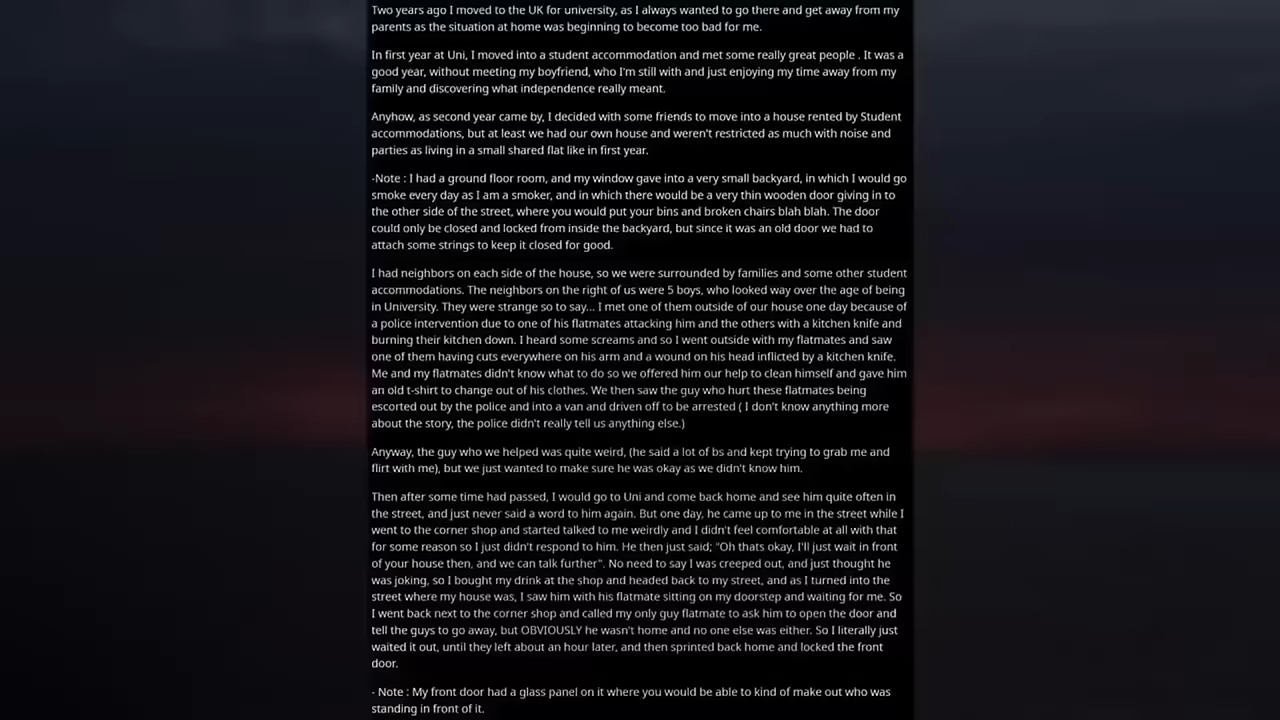 Two years ago I moved to the UK for university, as I always wanted to go there and get away from my
parents as the situation at home was beginning to become too bad for me.
In first year at Uni, I moved into a student accommodation and met some really great people . It was a
good year, without meeting my boyfriend, who I'm still with and just enjoying my time away from my
family and discovering what independence really meant.
Anyhow, as second year came by, I decided with some friends to move into a house rented by Student
accommodations, but at least we had our own house and weren't restricted as much with noise and
parties as living in a small shared flat like in first year.
-Note : I had a ground floor room, and my window gave into a very small backyard, in which I would go
smoke every day as I am a smoker, and in which there would be a very thin wooden door giving in to
the other side of the street, where you would put your bins and broken chairs blah blah. The door
could only be closed and locked from inside the backyard, but since it was an old door we had to
attach some strings to keep it closed for good.
I had neighbors on each side of the house, so we were surrounded by families and some other student
accommodations. The neighbors on the right of us were 5 boys, who looked way over the age of being
in University. They were strange so to say... I met one of them outside of our house one day because of
a police intervention due to one of his flatmates attacking him and the others with a kitchen knife and
burning their kitchen down. I heard some screams and so I went outside with my flatmates and saw
one of them having cuts everywhere on his arm and a wound on his head inflicted by a kitchen knife.
Me and my flatmates didn't know what to do so we offered him our help to clean himself and gave him
an old t-shirt to change out of his clothes. We then saw the guy who hurt these flatmates being
escorted out by the police and into a van and driven off to be arrested ( I don't know anything more
about the story, the police didn't really tell us anything else.)
Anyway, the guy who we helped was quite weird, (he said a lot of bs and kept trying to grab me and
flirt with me), but we just wanted to make sure he was okay as we didn't know him.
Then after some time had passed, I would go to Uni and come back home and see him quite often in
the street, and just never said a word to him again. But one day, he came up to me in the street while I
went to the corner shop and started talked to me weirdly and I didn't feel comfortable at all with that
for some reason so I just didn't respond to him. He then just said; "Oh thats okay, I'll just wait in front
of your house then, and we can talk further". No need to say I was creeped out, and just thought he
was joking, so I bought my drink at the shop and headed back to my street, and as I turned into the
street where my house was, I saw him with his flatmate sitting on my doorstep and waiting for me. So
I went back next to the corner shop and called my only guy flatmate to ask him to open the door and
tell the guys to go away, but OBVIOUSLY he wasn't home and no one else was either. So I literally just
waited it out, until they left about an hour later, and then sprinted back home and locked the front
door.
- Note : My front door had a glass panel on it where you would be able to kind of make out who was
standing in front of it.